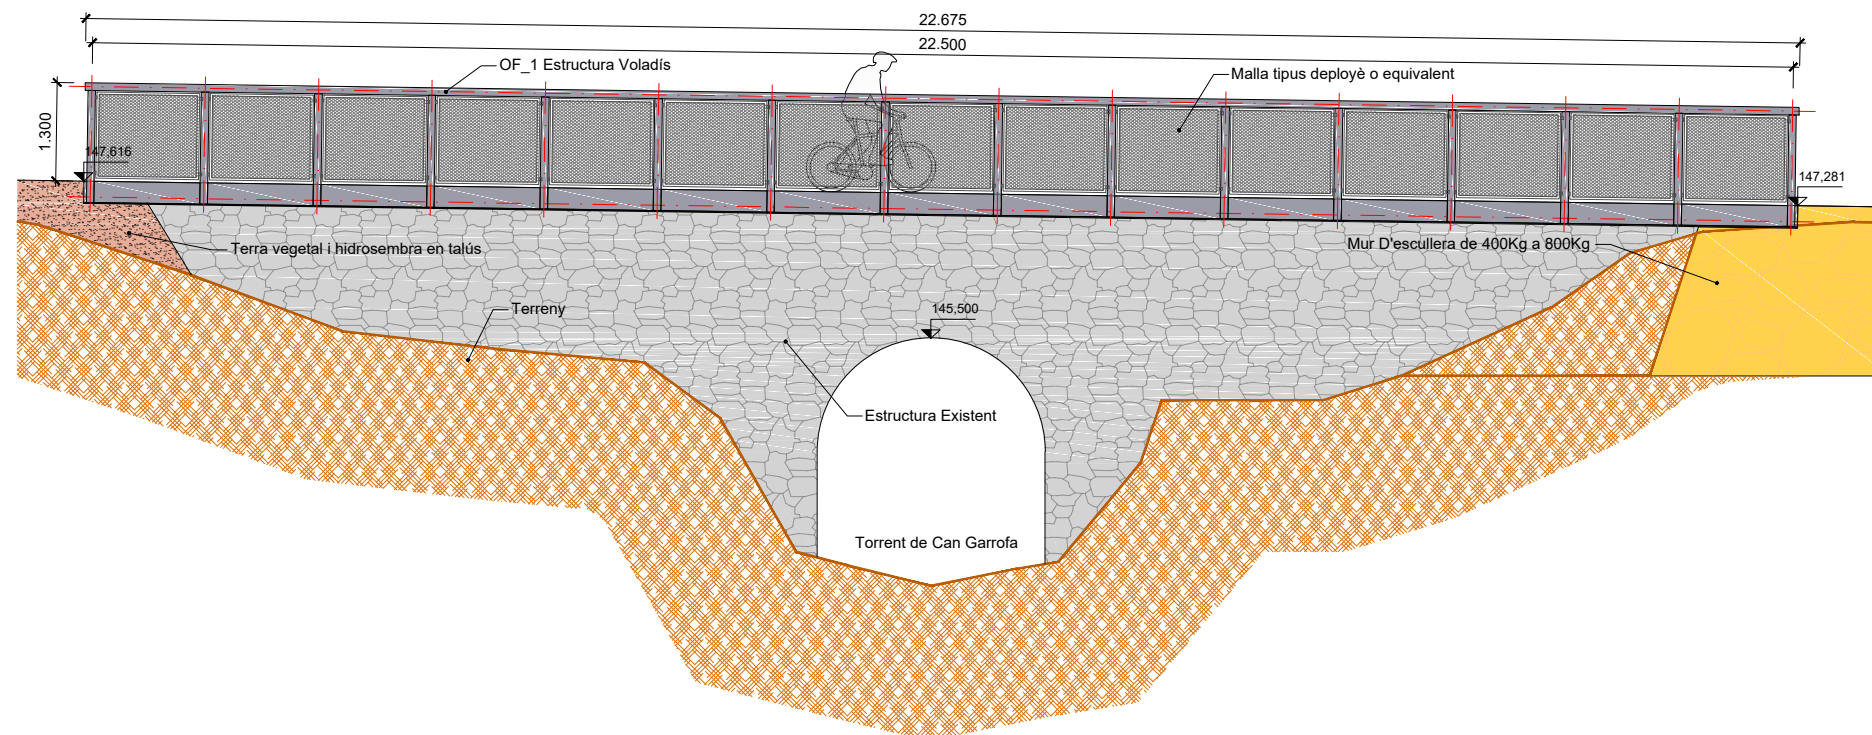 22.675
22.500
OF_1 Estructura Voladís
Malla tipus deployè o equivalent
1.300
147,616
147,281
Terra vegetal i hidrosembra en talús
Mur D'escullera de 400Kg a 800Kg
Terreny
145,500
Estructura Existent
Torrent de Can Garrofa